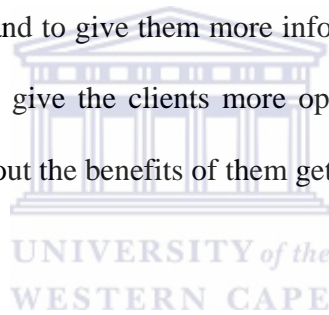 and to give them more info
give the clients more op
out the benefits of them get
UNIVERSITY of the
WESTERN CAPE